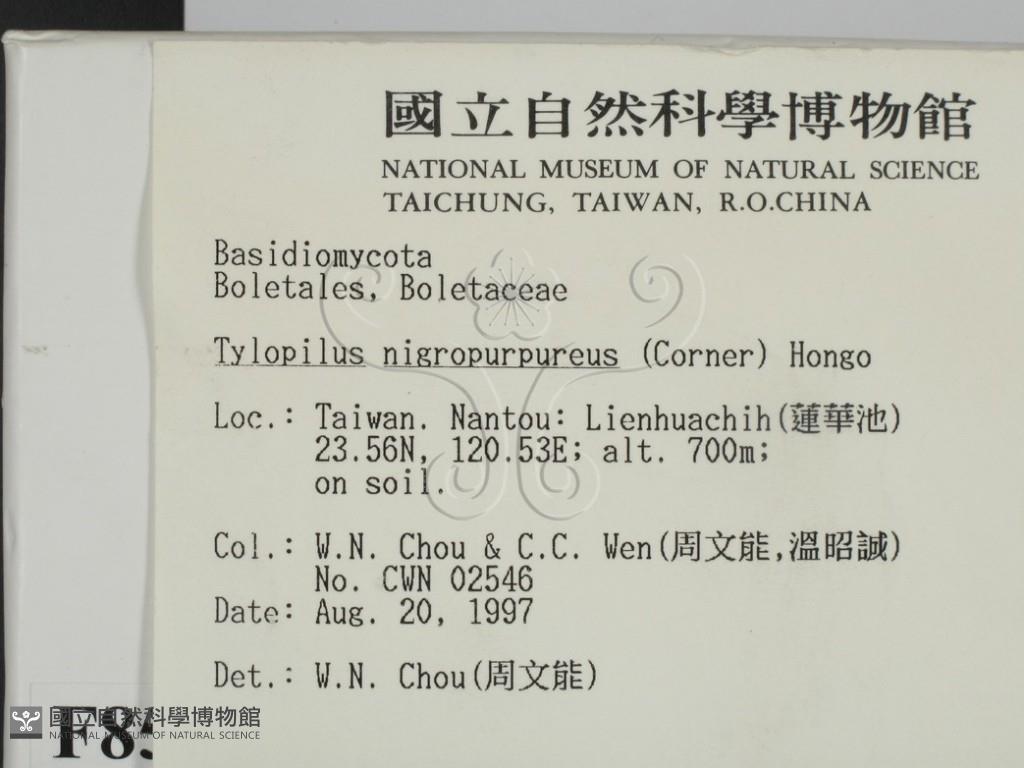 國立自然科學博物館
NATIONAL MUSEUM OF NATURAL SCIENCE
TAICHUNG, TAIWAN, R.O.CHINA
Basidiomycota
Boletales, Boletaceae
Tylopilus nigropurpureus (Corner) Hongo
Loc.: Taiwan. Nantou: Lienhuachih(蓮華池)
23.56N, 120.53E; alt. 700m;
on soil.
Col.: W.N. Chou & C.C. Wen(周文能,溫昭誠)
No. CWN 02546
Date: Aug. 20, 1997
Det.: W.N. Chou(周文能)
國立自然科學博物館
NATIONAL MUSEUM OF NATURAL SCIENCE